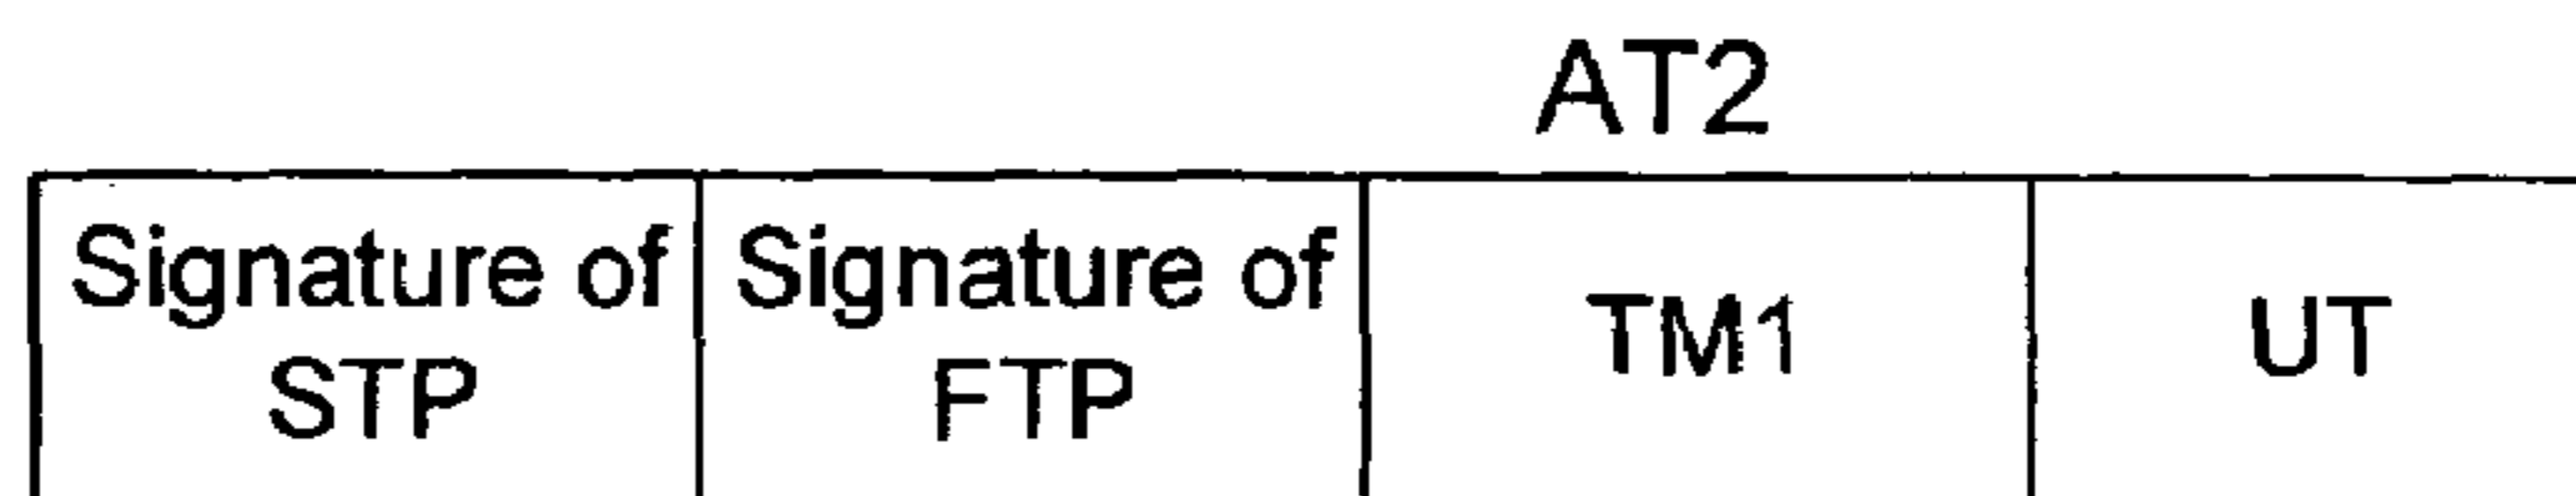 AT2
Signature of
STP
Signature of
FTP
TM1
UT